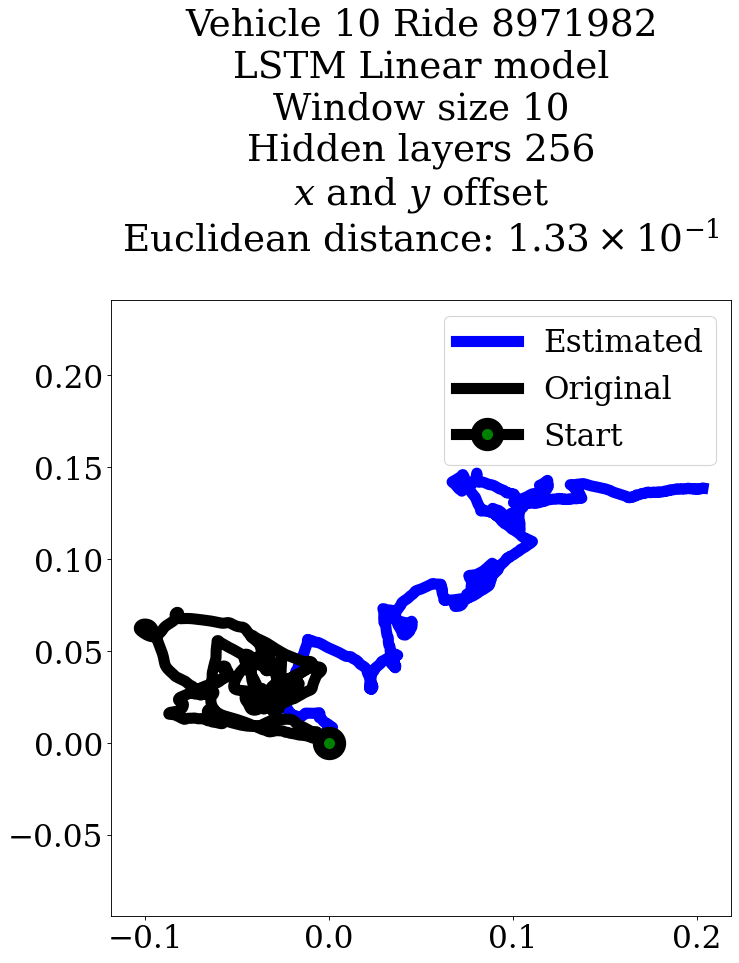 Vehicle 10 Ride 8971982
LSTM Linear model
Window size 10
Hidden layers 256
x and y offset
Euclidean distance: 1.33 × 10⁻¹
Estimated
Original
Start
0.20
0.15
0.10
0.05
0.00
−0.05
−0.1 0.0 0.1 0.2